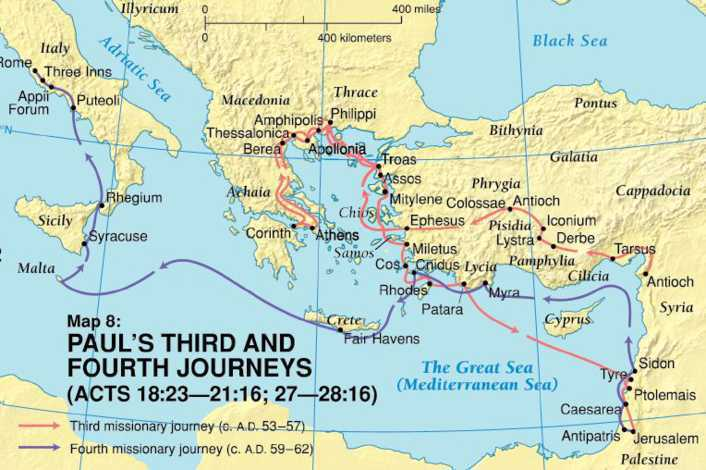 Illyricum
0
400 miles
0
400 kilometers
Black Sea
Italy
Adriatic Sea
Rome
Three Inns
Appii
Forum
Puteoli
Thrace
Macedonia
Philippi
Amphipolis
Thessalonica
Berea
Apollonia
Pontus
Bithynia
Galatia
Troas
Assos
Mitylene
Phrygia
Colossae
Antioch
Cappadocia
Achaia
Chios
Ephesus
Pisidia
Iconium
Lystra
Derbe
Rhegium
Sicily
Syracuse
Corinth
Athens
Samos
Miletus
Pamphylia
Tarsus
Cilicia
Malta
Cos
Cnidus
Lycia
Antioch
Syria
Rhodes
Patara
Myra
Cyprus
Crete
Fair Havens
Map 8:
PAUL'S THIRD AND
FOURTH JOURNEYS
(ACTS 18:23—21:16; 27—28:16)
The Great Sea
(Mediterranean Sea)
Sidon
Tyre
Ptolemais
Caesarea
Antipatris
Jerusalem
Palestine
Third missionary journey (c. A.D. 53–57)
Fourth missionary journey (c. A.D. 59–62)